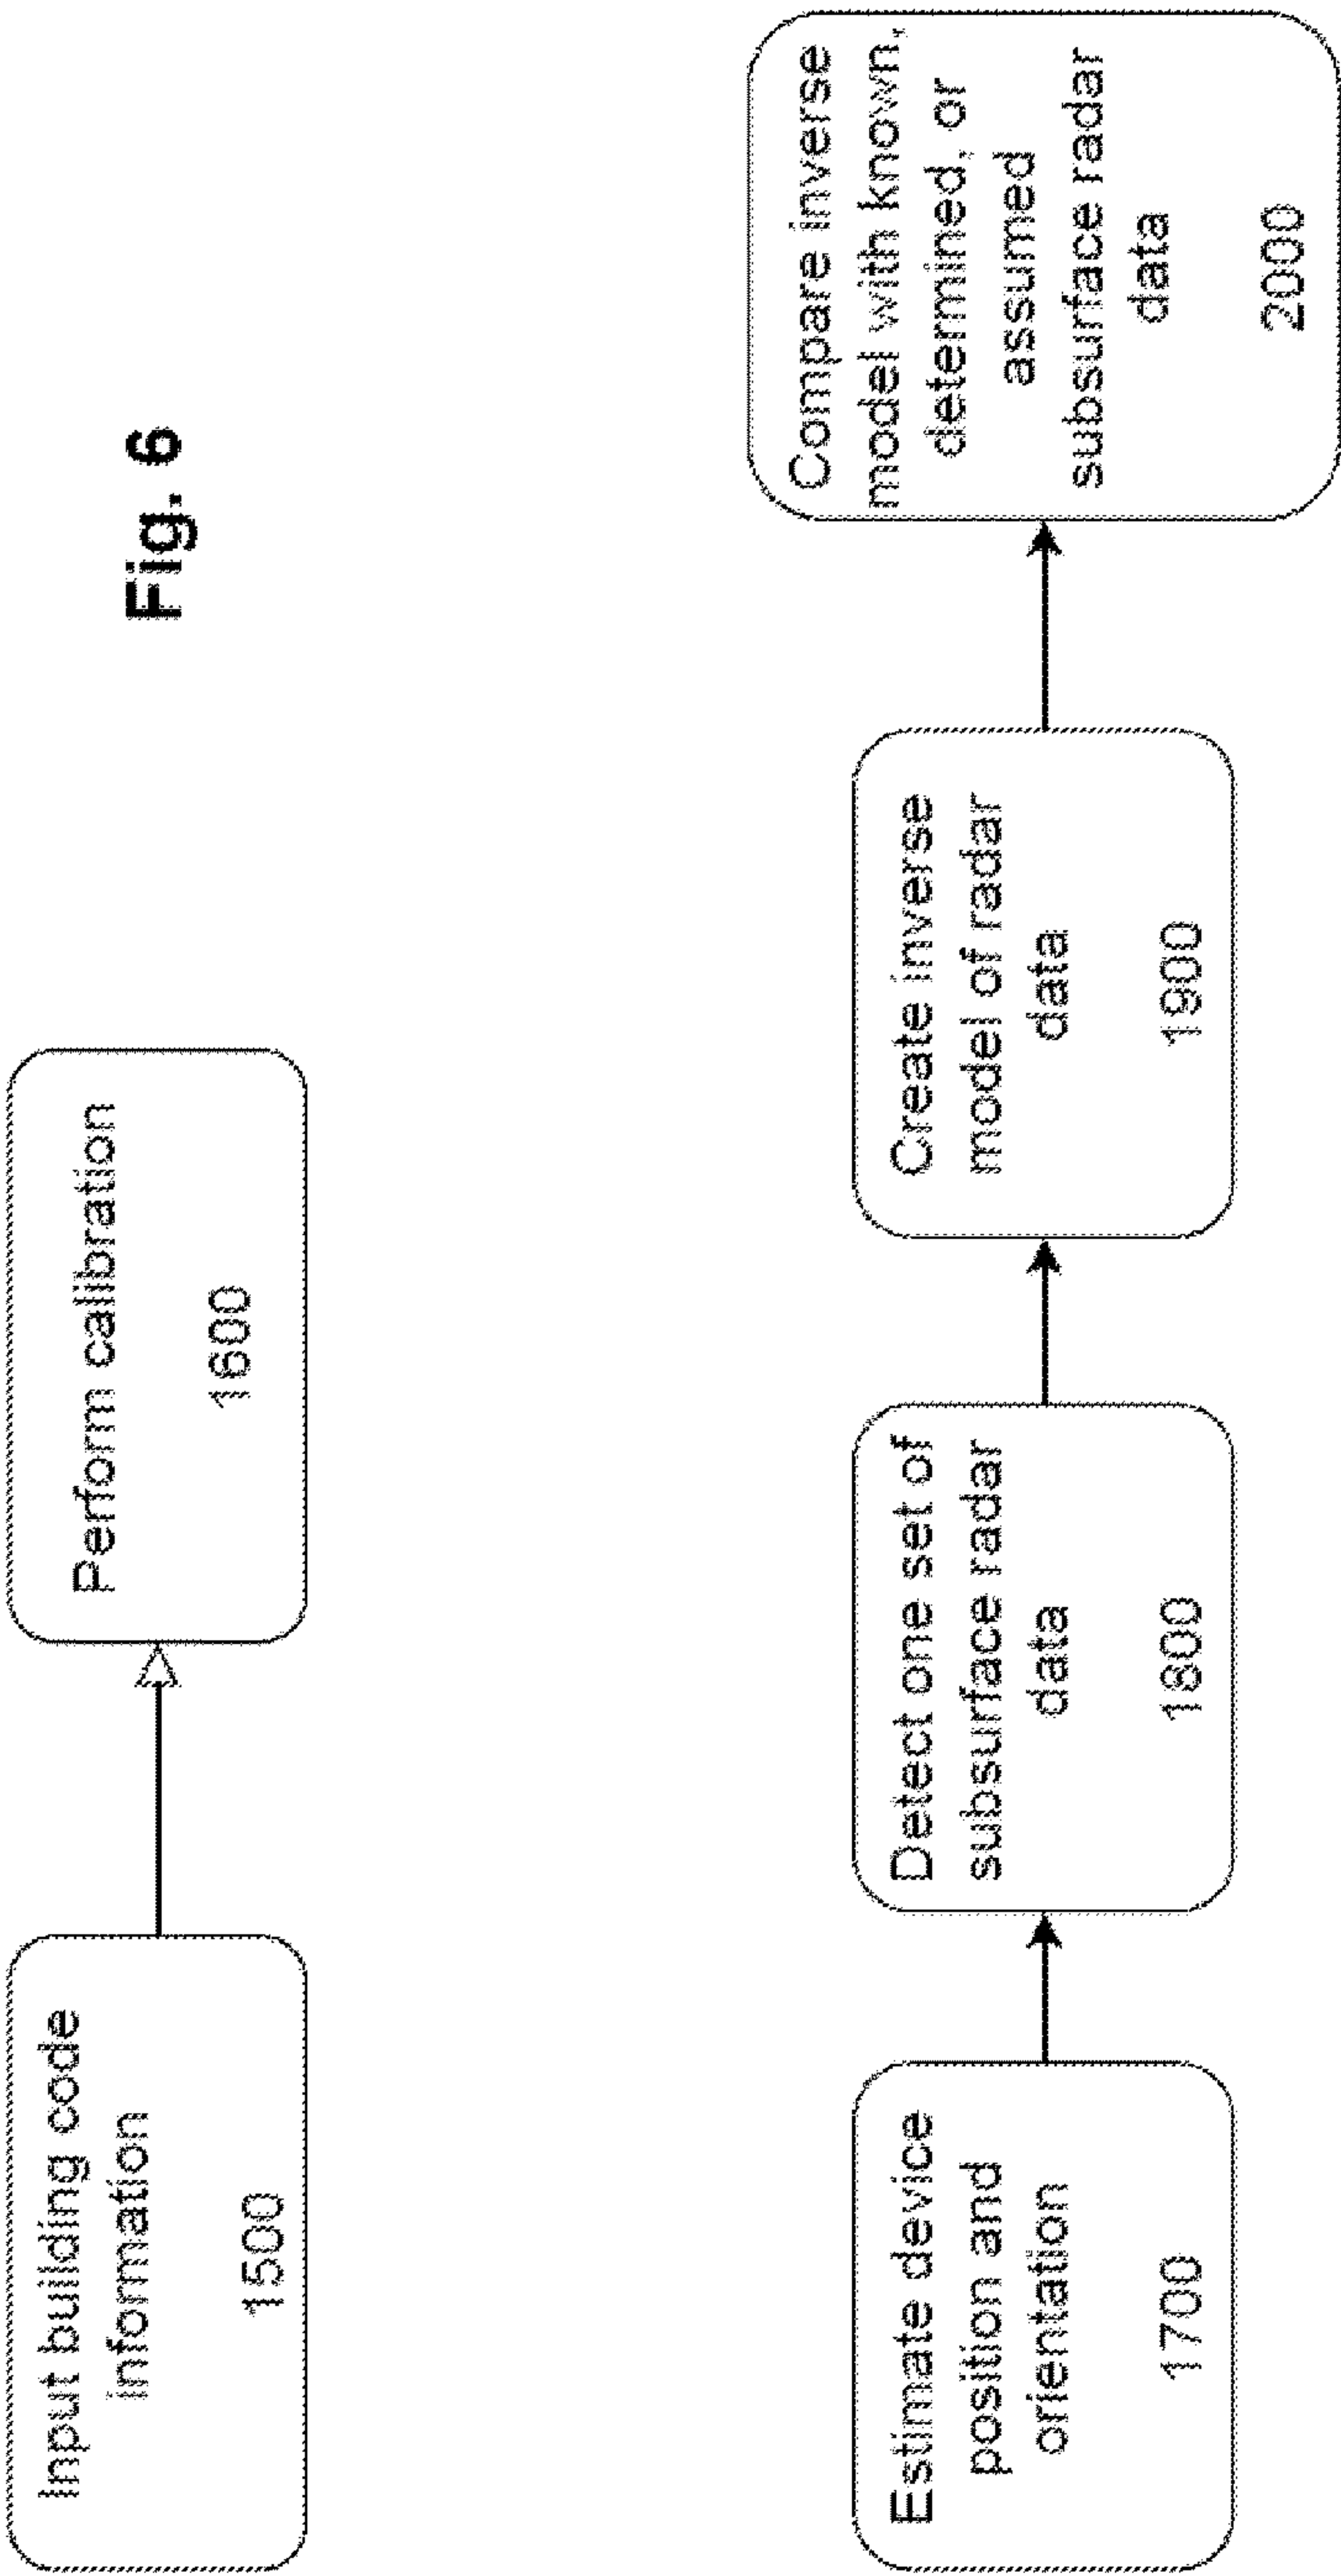 Fig. 6
Input building code
information
1500
Perform calibration
1600
Estimate device
position and
orientation
1700
Detect one set of
subsurface radar
data
1800
Create inverse
model of radar
data
1900
Compare inverse
model with known,
determined, or
assumed
subsurface radar
data
2000